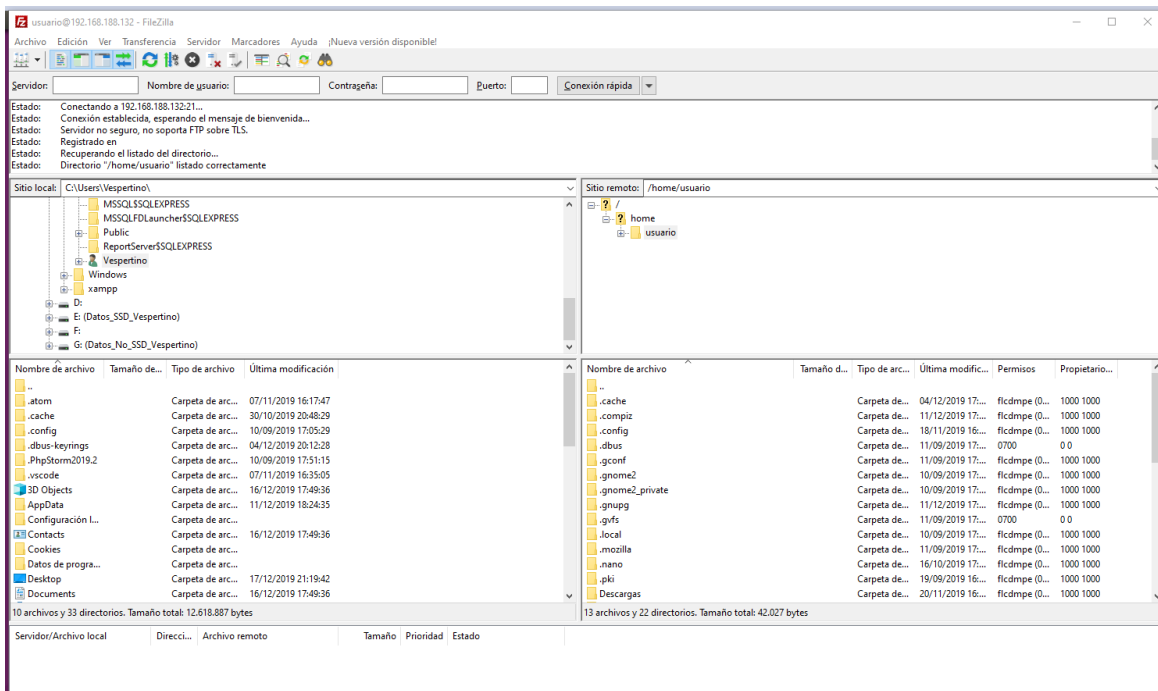 usuario@192.168.188.132 - FileZilla
Archivo Edición Ver Transferencia Servidor Marcadores Ayuda ¡Nueva versión disponible!
Servidor: Nombre de usuario: Contraseña: Puerto: Conexión rápida
Estado: Conectando a 192.168.188.132:21...
Estado: Conexión establecida, esperando el mensaje de bienvenida...
Estado: Servidor no seguro, no soporta FTP sobre TLS.
Estado: Registrado en
Estado: Recuperando el listado del directorio...
Estado: Directorio "/home/usuario" listado correctamente
Sitio local: C:\Users\Vespertino\
MSSQL$SQLEXPRESS
MSSQLFDLauncher$SQLEXPRESS
Public
ReportServer$SQLEXPRESS
Vespertino
Windows
xampp
D:
E: (Datos_SSD_Vespertino)
F:
G: (Datos_No_SSD_Vespertino)
Sitio remoto: /home/usuario
/
home
usuario
Nombre de archivo Tamaño de... Tipo de archivo Última modificación
..
.atom Carpeta de arc... 07/11/2019 16:17:47
.cache Carpeta de arc... 30/10/2019 20:48:29
.config Carpeta de arc... 10/09/2019 17:05:29
.dbus-keyrings Carpeta de arc... 04/12/2019 20:12:28
.PhpStorm2019.2 Carpeta de arc... 10/09/2019 17:51:15
.vscode Carpeta de arc... 07/11/2019 16:35:05
3D Objects Carpeta de arc... 16/12/2019 17:49:36
AppData Carpeta de arc... 11/12/2019 18:24:35
Configuración l... Carpeta de arc...
Contacts Carpeta de arc... 16/12/2019 17:49:36
Cookies Carpeta de arc...
Datos de progra... Carpeta de arc...
Desktop Carpeta de arc... 17/12/2019 21:19:42
Documents Carpeta de arc... 16/12/2019 17:49:36
10 archivos y 33 directorios. Tamaño total: 12.618.887 bytes
Nombre de archivo Tamaño d... Tipo de arc... Última modific... Permisos Propietario...
..
.cache Carpeta de... 04/12/2019 17:... flcdmpe (0... 1000 1000
.compiz Carpeta de... 11/12/2019 17:... flcdmpe (0... 1000 1000
.config Carpeta de... 18/11/2019 16:... flcdmpe (0... 1000 1000
.dbus Carpeta de... 11/09/2019 17:... 0700 0 0
.gconf Carpeta de... 11/09/2019 17:... flcdmpe (0... 1000 1000
.gnome2 Carpeta de... 10/09/2019 17:... flcdmpe (0... 1000 1000
.gnome2_private Carpeta de... 10/09/2019 17:... flcdmpe (0... 1000 1000
.gnupg Carpeta de... 11/12/2019 17:... flcdmpe (0... 1000 1000
.gvfs Carpeta de... 11/09/2019 17:... 0700 0 0
.local Carpeta de... 10/09/2019 17:... flcdmpe (0... 1000 1000
.mozilla Carpeta de... 11/09/2019 17:... flcdmpe (0... 1000 1000
.nano Carpeta de... 16/10/2019 17:... flcdmpe (0... 1000 1000
.pki Carpeta de... 19/09/2019 16:... flcdmpe (0... 1000 1000
Descargas Carpeta de... 20/11/2019 16:... flcdmpe (0... 1000 1000
13 archivos y 22 directorios. Tamaño total: 42.027 bytes
Servidor/Archivo local Direcci... Archivo remoto Tamaño Prioridad Estado